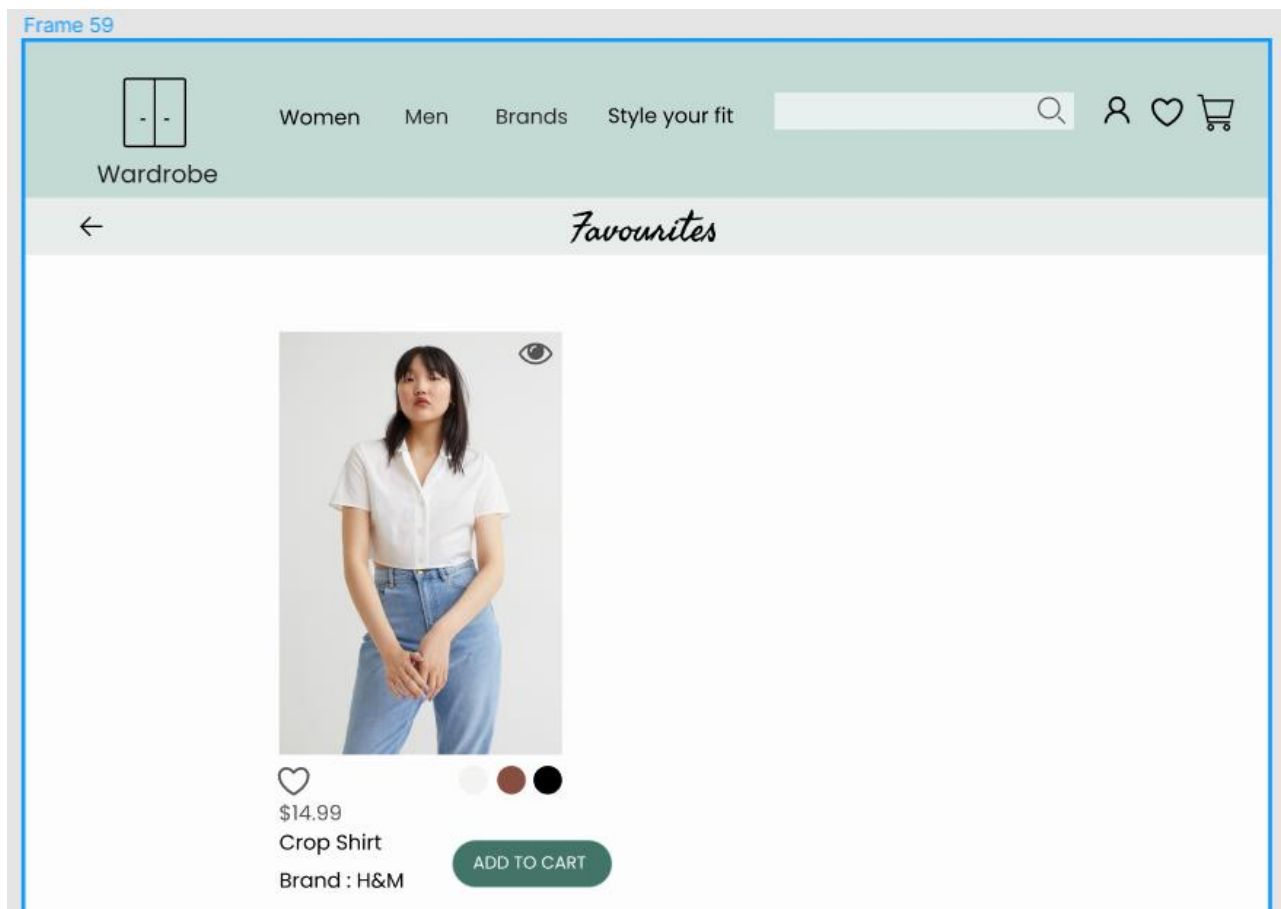 Frame 59
Women Men Brands Style your fit
Wardrobe
Favourites
$14.99
Crop Shirt
ADD TO CART
Brand : H&M